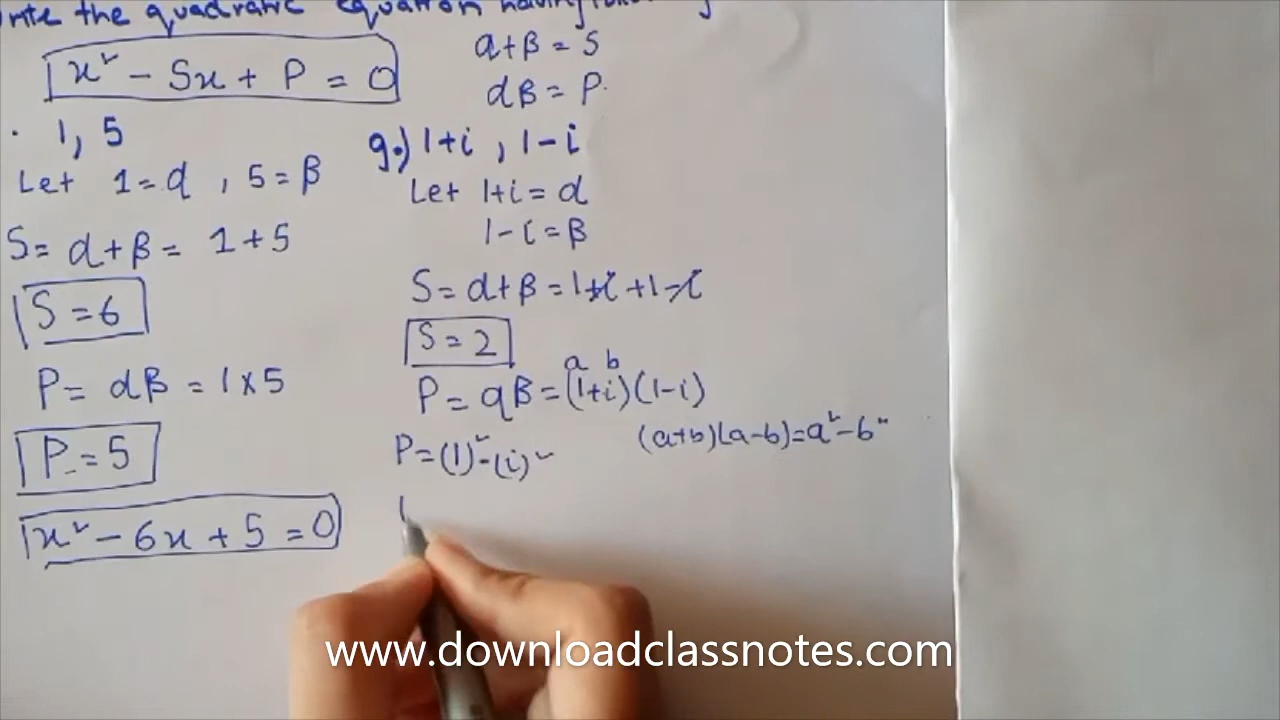 Write the quadratic equation having
x² - Sx + P = 0
α+β = S
αβ = P.
. 1, 5
Let 1=α , 5=β
S= α+β = 1+5
S=6
P= αβ = 1×5
P=5
x² - 6x + 5 = 0
g.) 1+i , 1-i
Let 1+i = α
1-i = β
S= α+β = 1+i+1-i
S=2
a b
P= αβ = (1+i)(1-i)
(a+b)(a-b)=a²-b²
P=(1)²-(i)²
www.downloadclassnotes.com